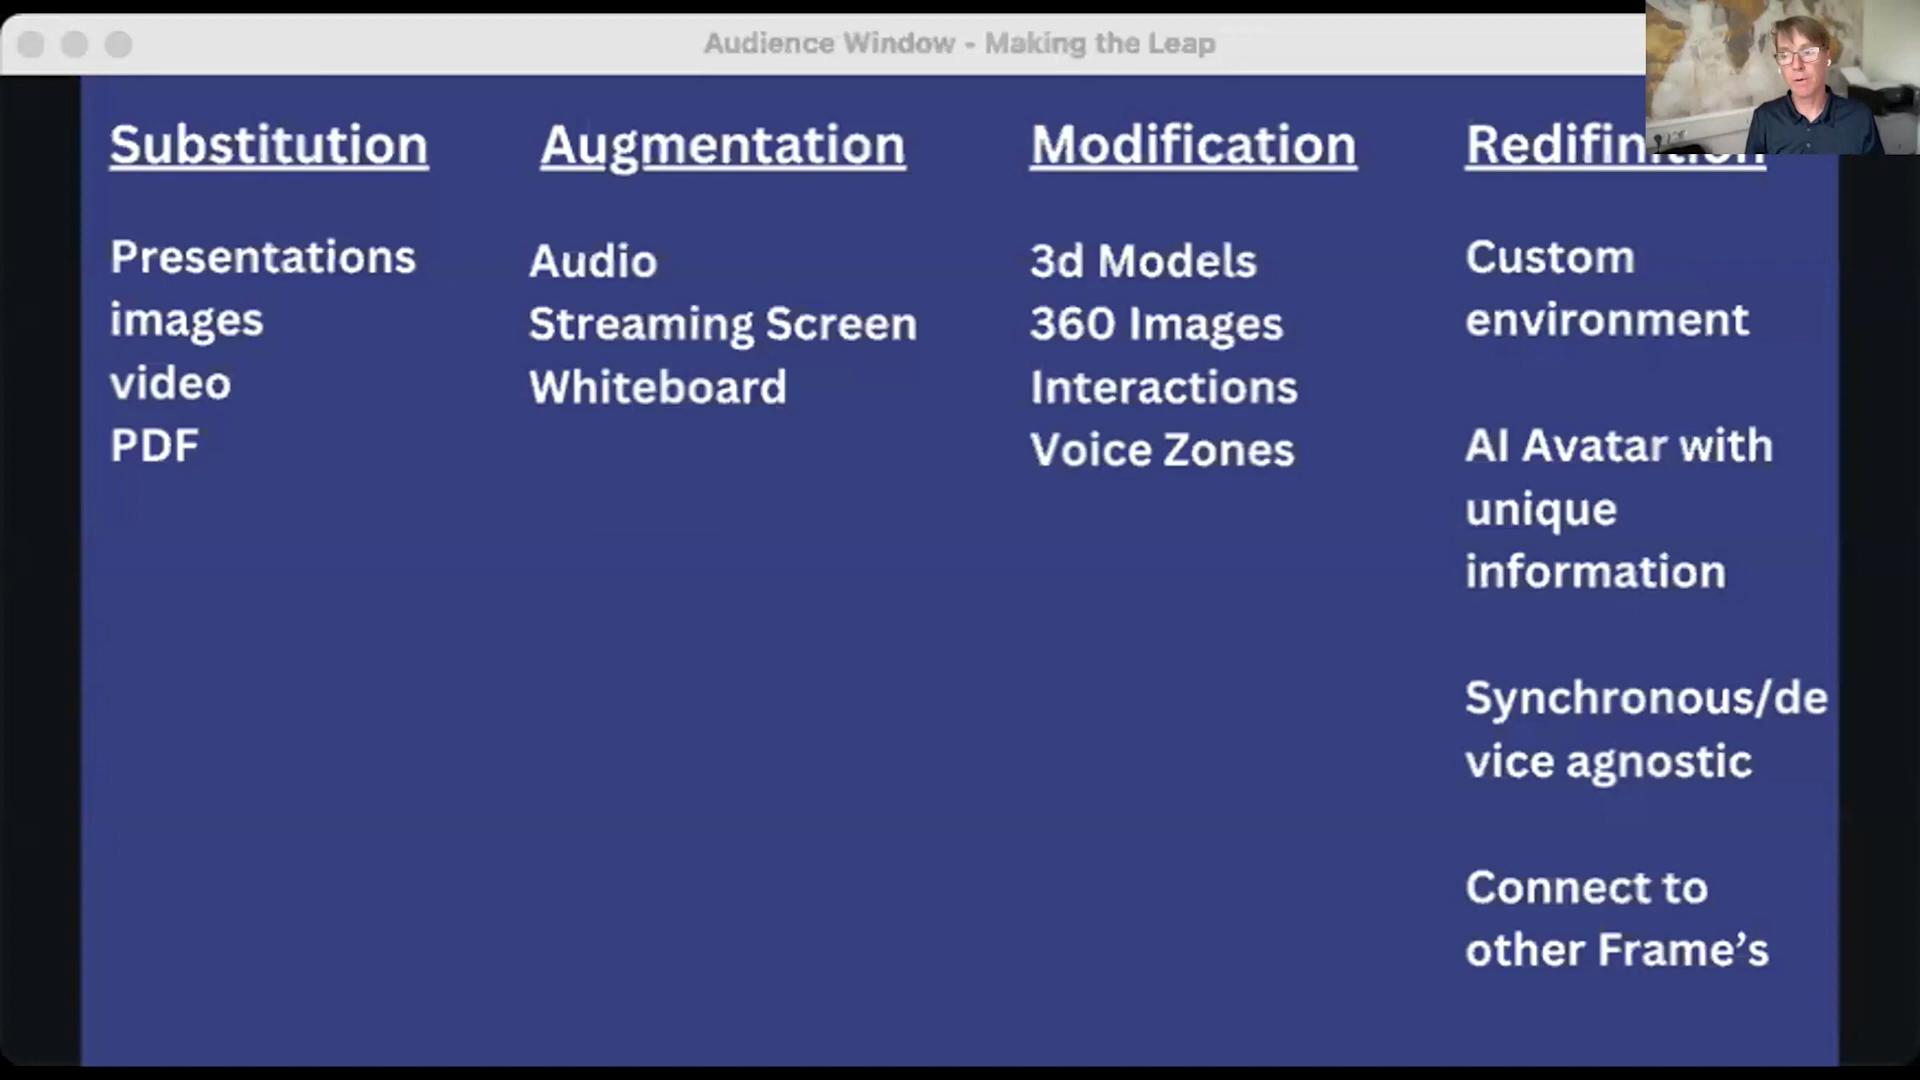 Audience Window - Making the Leap
Substitution
Presentations
images
video
PDF
Augmentation
Audio
Streaming Screen
Whiteboard
Modification
3d Models
360 Images
Interactions
Voice Zones
Redifinition
Custom
environment
AI Avatar with
unique
information
Synchronous/de
vice agnostic
Connect to
other Frame’s